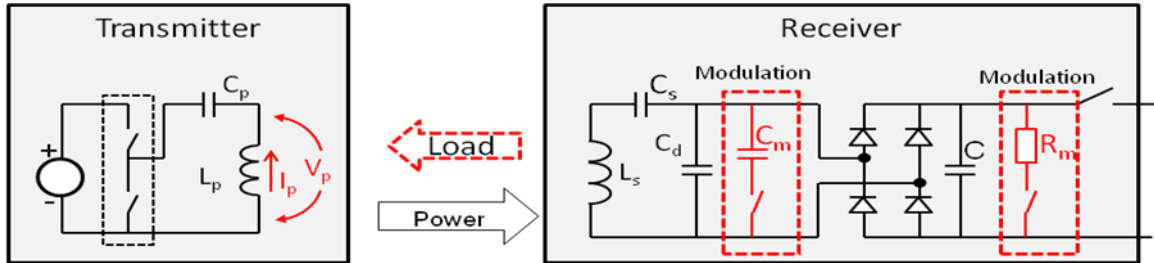 Transmitter
+
-
Cp
Lp
Ip
Vp
Load
Power
Receiver
Modulation
Modulation
Cs
Cd
Ls
Cm
C
Rm